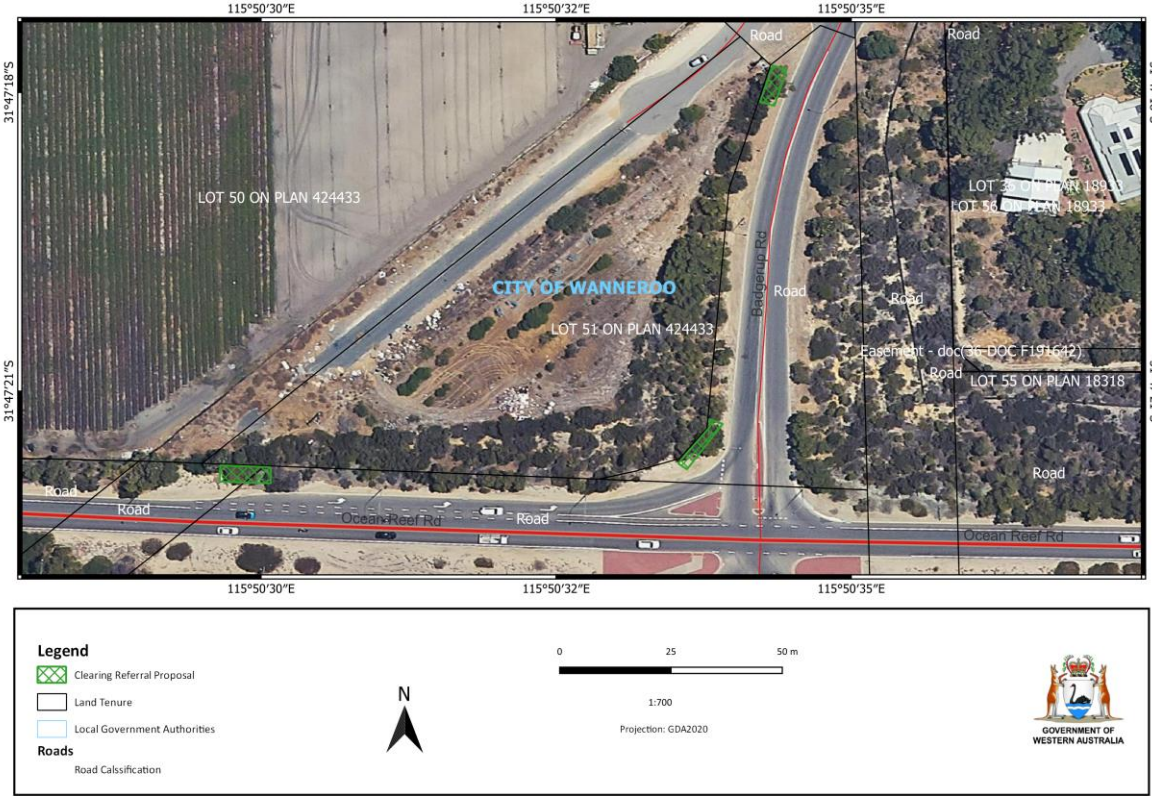 115°50′30″E
115°50′32″E
115°50′35″E
31°47′18″S
Road
Road
LOT 35 ON PLAN 18933
LOT 56 ON PLAN 18933
LOT 50 ON PLAN 424433
Badgerup Rd
CITY OF WANNEROO
Road
Road
LOT 51 ON PLAN 424433
Easement - doc(36 DOC F191642)
Road
LOT 55 ON PLAN 18318
31°47′21″S
Road
Road
Road
Ocean Reef Rd
Road
Ocean Reef Rd
115°50′30″E
115°50′32″E
115°50′35″E
Legend
Clearing Referral Proposal
Land Tenure
Local Government Authorities
Roads
Road Calssification
N
0
25
50 m
1:700
Projection: GDA2020
GOVERNMENT OF
WESTERN AUSTRALIA